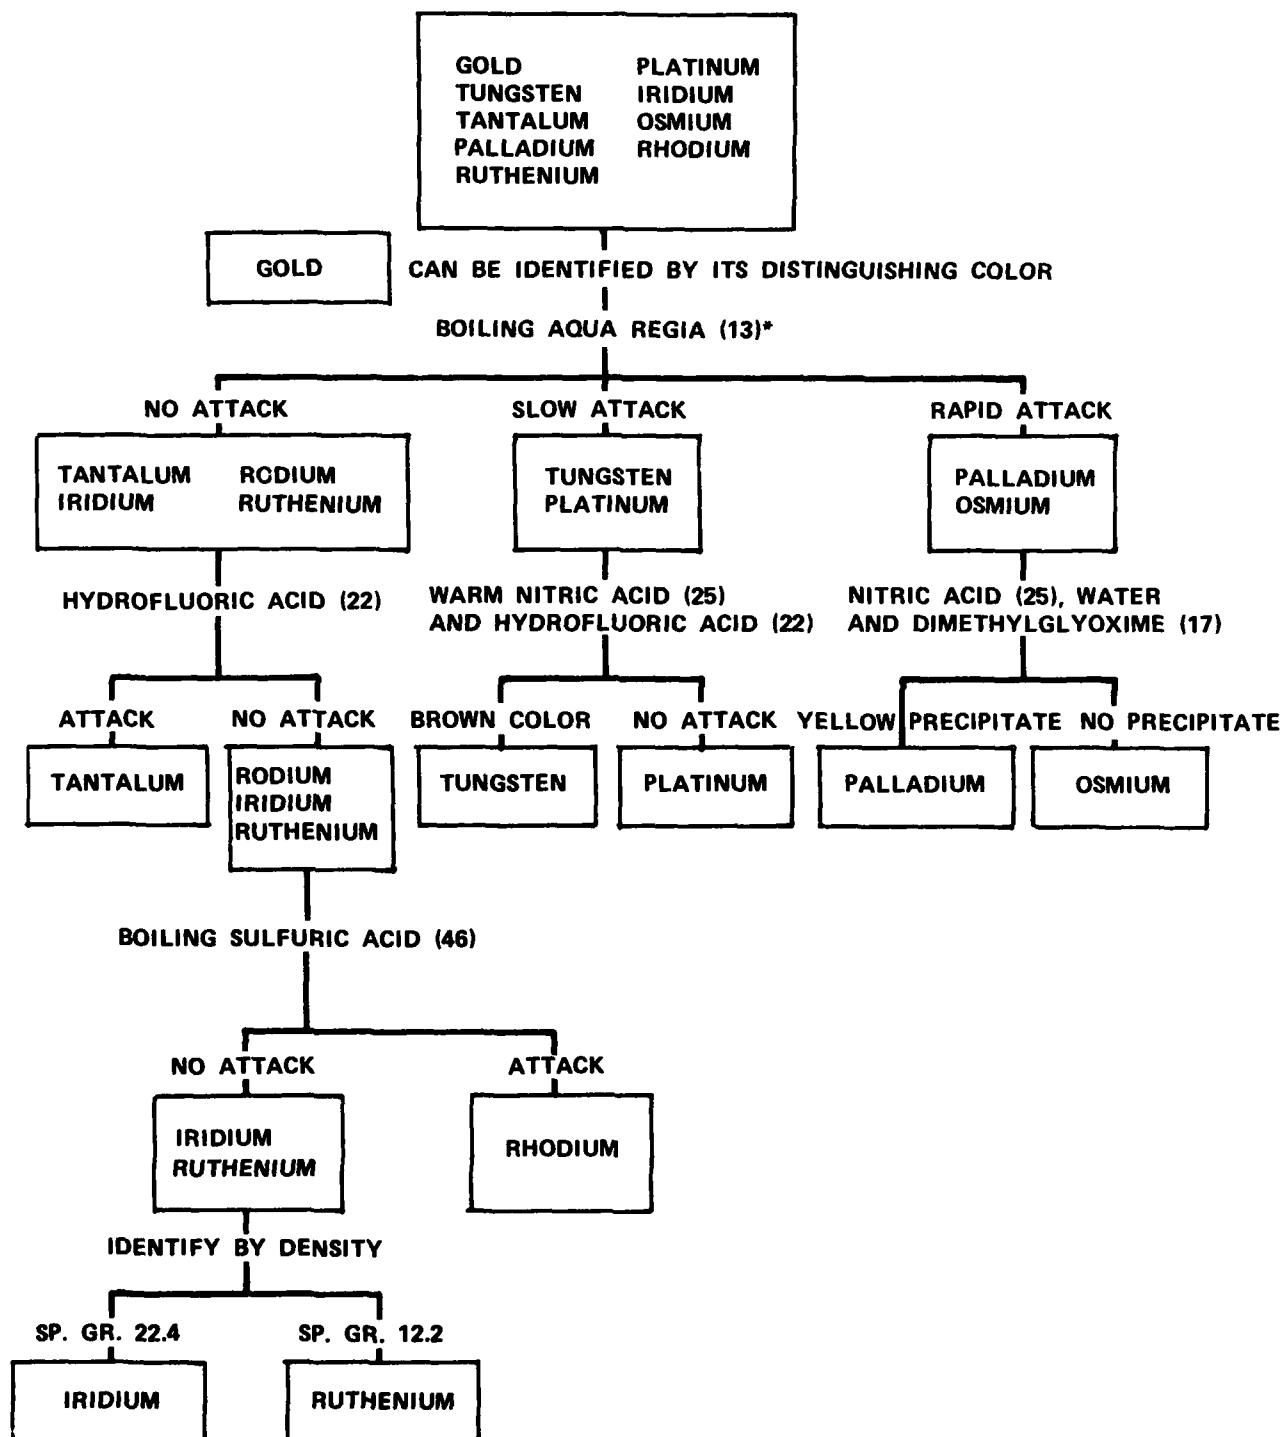 GOLD PLATINUM
TUNGSTEN IRIDIUM
TANTALUM OSMIUM
PALLADIUM RHODIUM
RUTHENIUM
GOLD CAN BE IDENTIFIED BY ITS DISTINGUISHING COLOR
BOILING AQUA REGIA (13)*
NO ATTACK SLOW ATTACK RAPID ATTACK
TANTALUM RODIUM
IRIDIUM RUTHENIUM
TUNGSTEN
PLATINUM
PALLADIUM
OSMIUM
HYDROFLUORIC ACID (22)
WARM NITRIC ACID (25)
AND HYDROFLUORIC ACID (22)
NITRIC ACID (25), WATER
AND DIMETHYLGLYOXIME (17)
ATTACK NO ATTACK BROWN COLOR NO ATTACK YELLOW PRECIPITATE NO PRECIPITATE
TANTALUM
RODIUM
IRIDIUM
RUTHENIUM
TUNGSTEN
PLATINUM
PALLADIUM
OSMIUM
BOILING SULFURIC ACID (46)
NO ATTACK ATTACK
IRIDIUM
RUTHENIUM
RHODIUM
IDENTIFY BY DENSITY
SP. GR. 22.4 SP. GR. 12.2
IRIDIUM RUTHENIUM